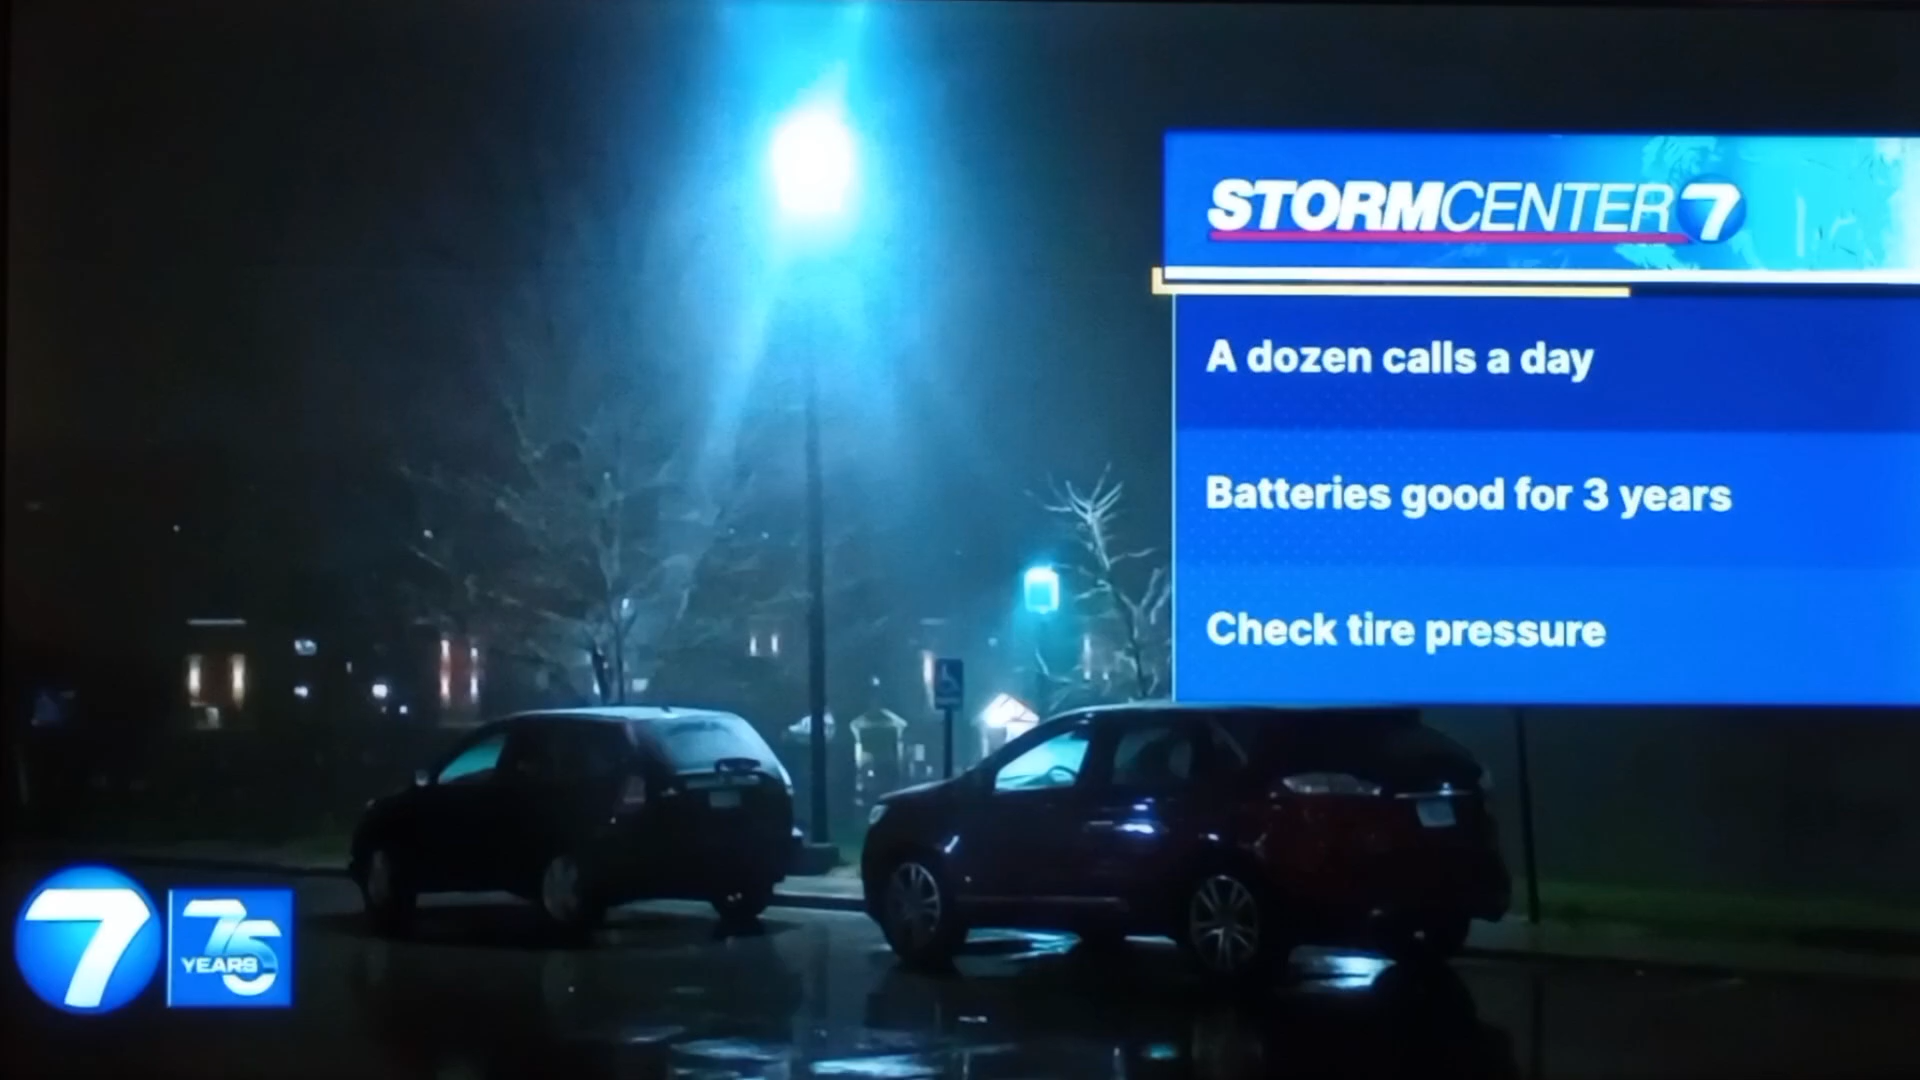 STORMCENTER 7
A dozen calls a day
Batteries good for 3 years
Check tire pressure
7
75
YEARS